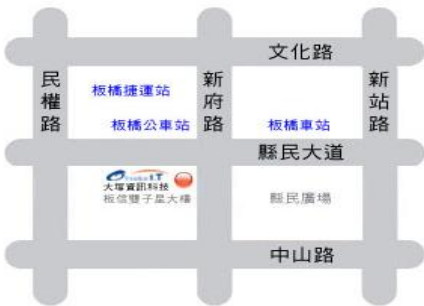 文化路
民權路
新府路
新站路
板橋捷運站
板橋公車站
板橋車站
縣民大道
大塚資訊科技
板信雙子星大樓
縣民廣場
中山路